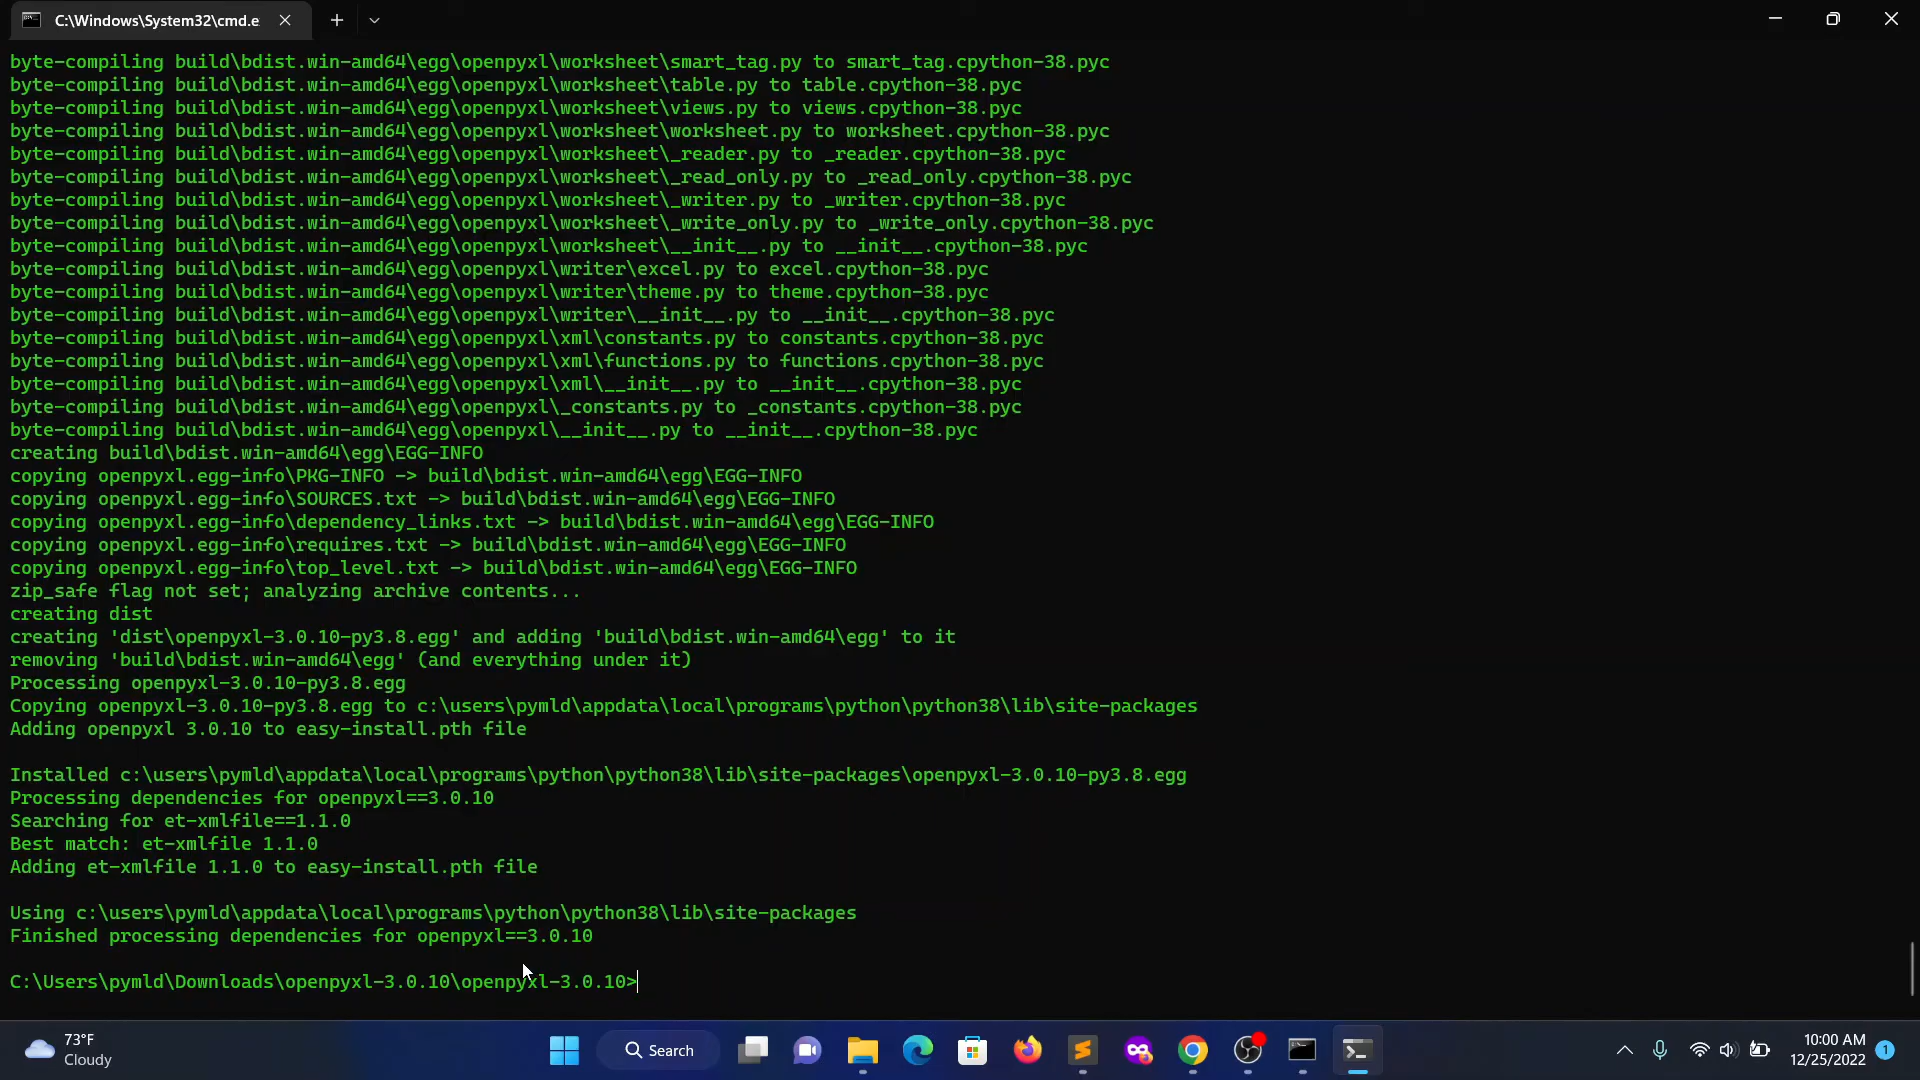 C:\Windows\System32\cmd.e
byte-compiling build\bdist.win-amd64\egg\openpyxl\worksheet\smart_tag.py to smart_tag.cpython-38.pyc
byte-compiling build\bdist.win-amd64\egg\openpyxl\worksheet\table.py to table.cpython-38.pyc
byte-compiling build\bdist.win-amd64\egg\openpyxl\worksheet\views.py to views.cpython-38.pyc
byte-compiling build\bdist.win-amd64\egg\openpyxl\worksheet\worksheet.py to worksheet.cpython-38.pyc
byte-compiling build\bdist.win-amd64\egg\openpyxl\worksheet\_reader.py to _reader.cpython-38.pyc
byte-compiling build\bdist.win-amd64\egg\openpyxl\worksheet\_read_only.py to _read_only.cpython-38.pyc
byte-compiling build\bdist.win-amd64\egg\openpyxl\worksheet\_writer.py to _writer.cpython-38.pyc
byte-compiling build\bdist.win-amd64\egg\openpyxl\worksheet\_write_only.py to _write_only.cpython-38.pyc
byte-compiling build\bdist.win-amd64\egg\openpyxl\worksheet\__init__.py to __init__.cpython-38.pyc
byte-compiling build\bdist.win-amd64\egg\openpyxl\writer\excel.py to excel.cpython-38.pyc
byte-compiling build\bdist.win-amd64\egg\openpyxl\writer\theme.py to theme.cpython-38.pyc
byte-compiling build\bdist.win-amd64\egg\openpyxl\writer\__init__.py to __init__.cpython-38.pyc
byte-compiling build\bdist.win-amd64\egg\openpyxl\xml\constants.py to constants.cpython-38.pyc
byte-compiling build\bdist.win-amd64\egg\openpyxl\xml\functions.py to functions.cpython-38.pyc
byte-compiling build\bdist.win-amd64\egg\openpyxl\xml\__init__.py to __init__.cpython-38.pyc
byte-compiling build\bdist.win-amd64\egg\openpyxl\_constants.py to _constants.cpython-38.pyc
byte-compiling build\bdist.win-amd64\egg\openpyxl\__init__.py to __init__.cpython-38.pyc
creating build\bdist.win-amd64\egg\EGG-INFO
copying openpyxl.egg-info\PKG-INFO -> build\bdist.win-amd64\egg\EGG-INFO
copying openpyxl.egg-info\SOURCES.txt -> build\bdist.win-amd64\egg\EGG-INFO
copying openpyxl.egg-info\dependency_links.txt -> build\bdist.win-amd64\egg\EGG-INFO
copying openpyxl.egg-info\requires.txt -> build\bdist.win-amd64\egg\EGG-INFO
copying openpyxl.egg-info\top_level.txt -> build\bdist.win-amd64\egg\EGG-INFO
zip_safe flag not set; analyzing archive contents...
creating dist
creating 'dist\openpyxl-3.0.10-py3.8.egg' and adding 'build\bdist.win-amd64\egg' to it
removing 'build\bdist.win-amd64\egg' (and everything under it)
Processing openpyxl-3.0.10-py3.8.egg
Copying openpyxl-3.0.10-py3.8.egg to c:\users\pymld\appdata\local\programs\python\python38\lib\site-packages
Adding openpyxl 3.0.10 to easy-install.pth file
Installed c:\users\pymld\appdata\local\programs\python\python38\lib\site-packages\openpyxl-3.0.10-py3.8.egg
Processing dependencies for openpyxl==3.0.10
Searching for et-xmlfile==1.1.0
Best match: et-xmlfile 1.1.0
Adding et-xmlfile 1.1.0 to easy-install.pth file
Using c:\users\pymld\appdata\local\programs\python\python38\lib\site-packages
Finished processing dependencies for openpyxl==3.0.10
C:\Users\pymld\Downloads\openpyxl-3.0.10\openpyxl-3.0.10>
73°F
Cloudy
Search
10:00 AM
12/25/2022
1